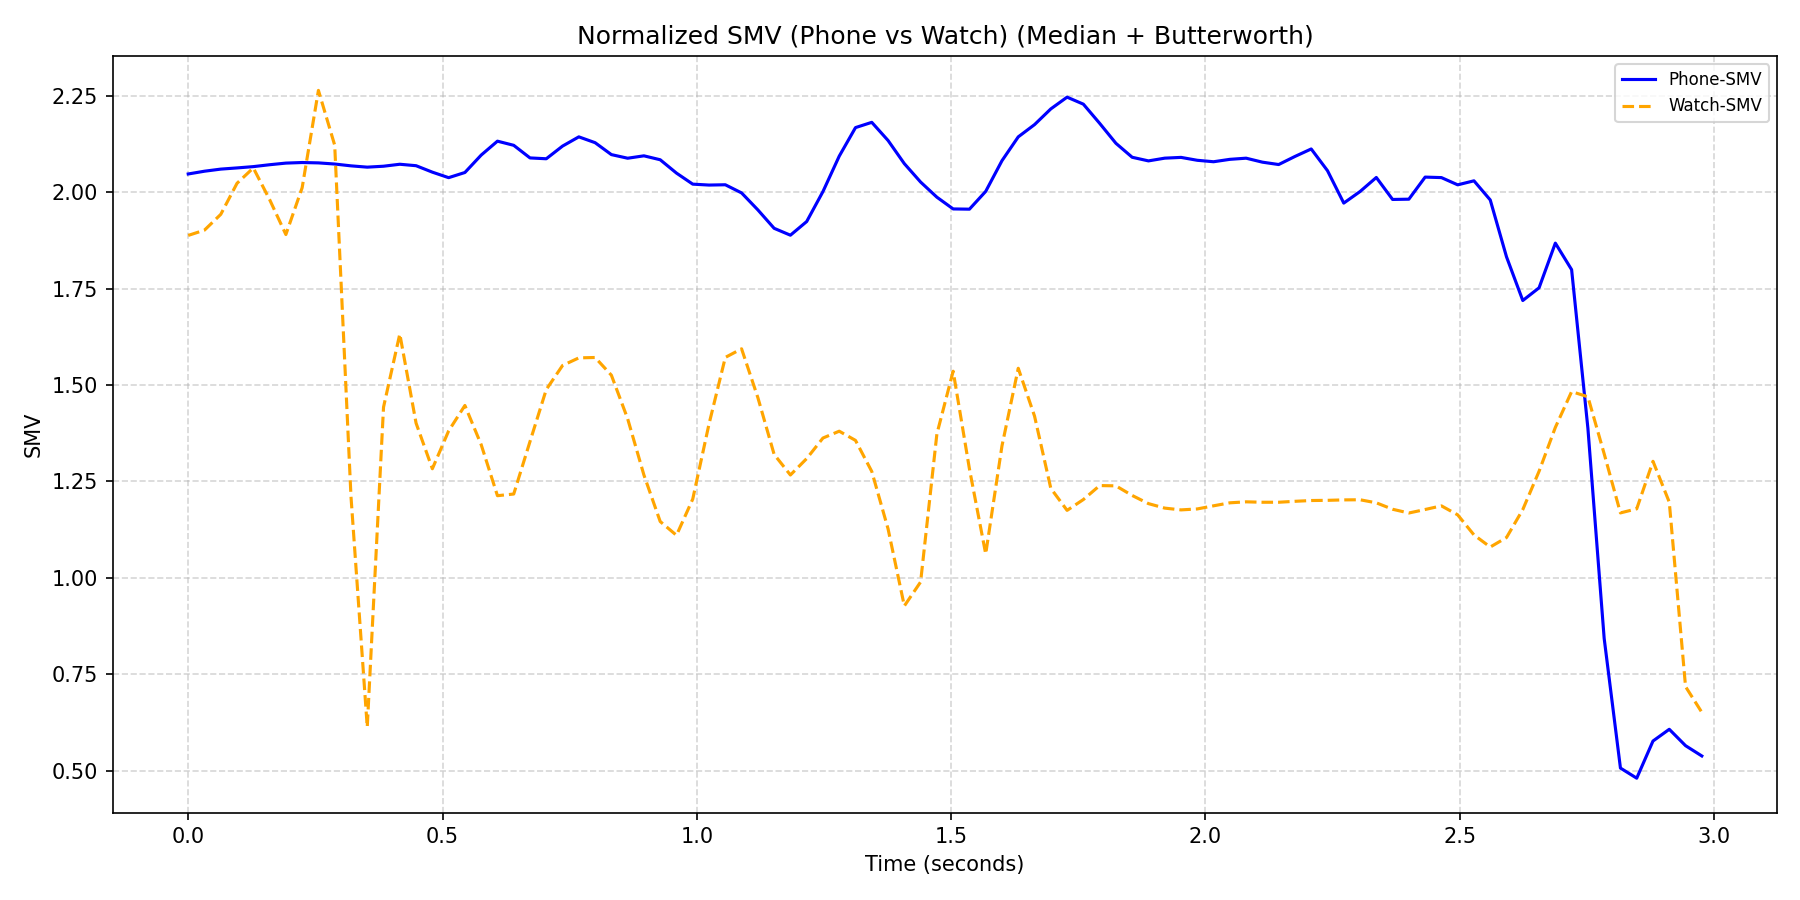 Normalized SMV (Phone vs Watch) (Median + Butterworth)
Phone-SMV
Watch-SMV
2.25
2.00
1.75
1.50
1.25
1.00
0.75
0.50
SMV
0.0 0.5 1.0 1.5 2.0 2.5 3.0
Time (seconds)